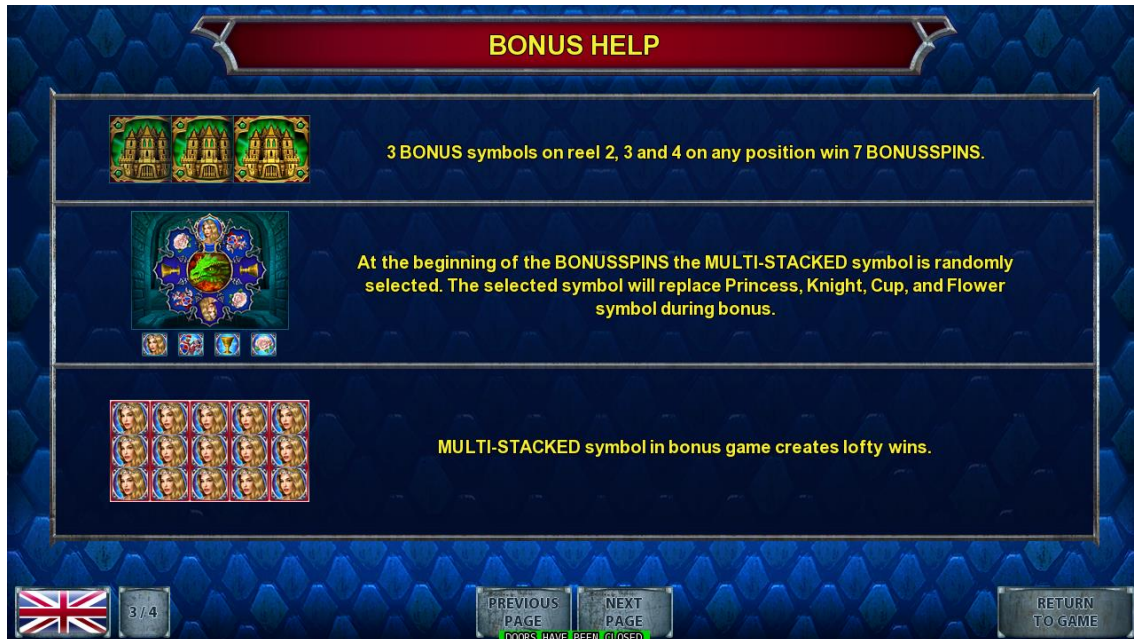 BONUS HELP
3 BONUS symbols on reel 2, 3 and 4 on any position win 7 BONUSSPINS.
At the beginning of the BONUSSPINS the MULTI-STACKED symbol is randomly
selected. The selected symbol will replace Princess, Knight, Cup, and Flower
symbol during bonus.
MULTI-STACKED symbol in bonus game creates lofty wins.
3 / 4
PREVIOUS
PAGE
NEXT
PAGE
RETURN
TO GAME
DOORS HAVE BEEN CLOSED